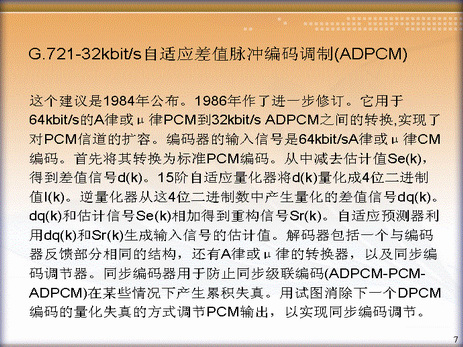 G.721-32kbit/s自适应差值脉冲编码调制(ADPCM)
这个建议是1984年公布。1986年作了进一步修订。它用于
64kbit/s的A律或μ律PCM到32kbit/s ADPCM之间的转换,实现了
对PCM信道的扩容。编码器的输入信号是64kbit/sA律或μ律CM
编码。首先将其转换为标准PCM编码。从中减去估计值Se(k),
得到差值信号d(k)。15阶自适应量化器将d(k)量化成4位二进制
值I(k)。逆量化器从这4位二进制数中产生量化的差值信号dq(k)。
dq(k)和估计信号Se(k)相加得到重构信号Sr(k)。自适应预测器利
用dq(k)和Sr(k)生成输入信号的估计值。解码器包括一个与编码
器反馈部分相同的结构，还有A律或μ律的转换器，以及同步编
码调节器。同步编码器用于防止同步级联编码(ADPCM-PCM-
ADPCM)在某些情况下产生累积失真。用试图消除下一个DPCM
编码的量化失真的方式调节PCM输出，以实现同步编码调节。
7